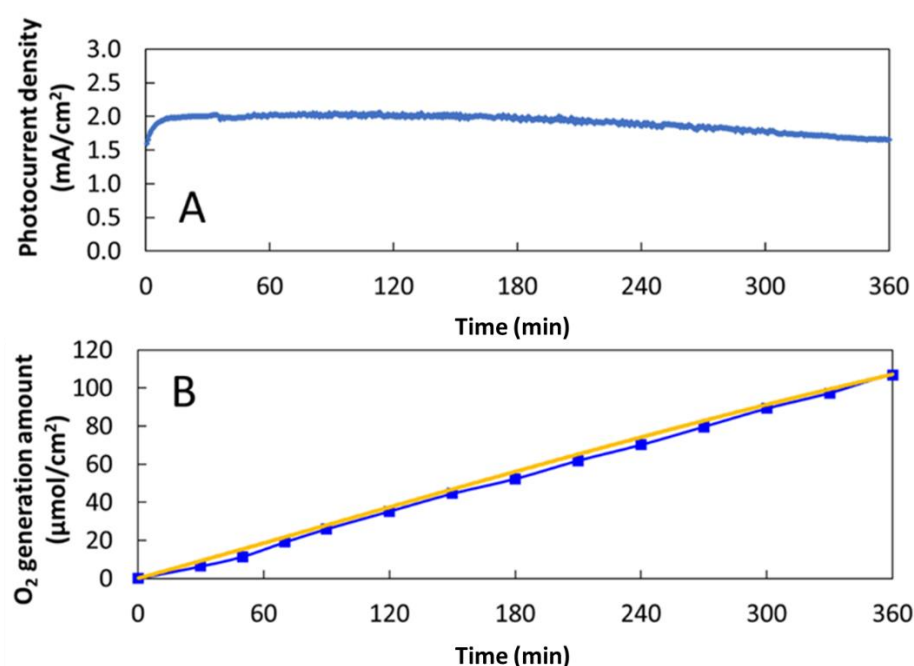 Photocurrent density
(mA/cm²)
3.0
2.5
2.0
1.5
1.0
0.5
0.0
A
0 60 120 180 240 300 360
Time (min)
O₂ generation amount
(μmol/cm²)
120
100
80
60
40
20
0
B
0 60 120 180 240 300 360
Time (min)